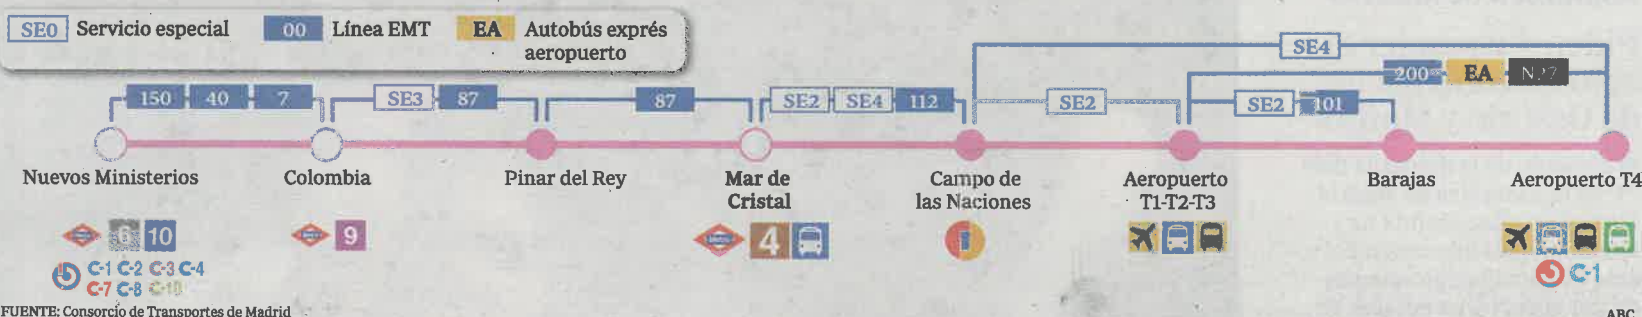 SE0 Servicio especial 00 Línea EMT EA Autobús exprés
aeropuerto
SE4
200 EA N27
150 40 7 SE3 87 87 SE2 SE4 112 SE2 SE2 101
Nuevos Ministerios Colombia Pinar del Rey Mar de Campo de Aeropuerto Barajas Aeropuerto T4
Cristal las Naciones T1-T2-T3
6 10 9 4
C-1 C-2 C-3 C-4 C-1
C-7 C-8 C-10
FUENTE: Consorcio de Transportes de Madrid ABC